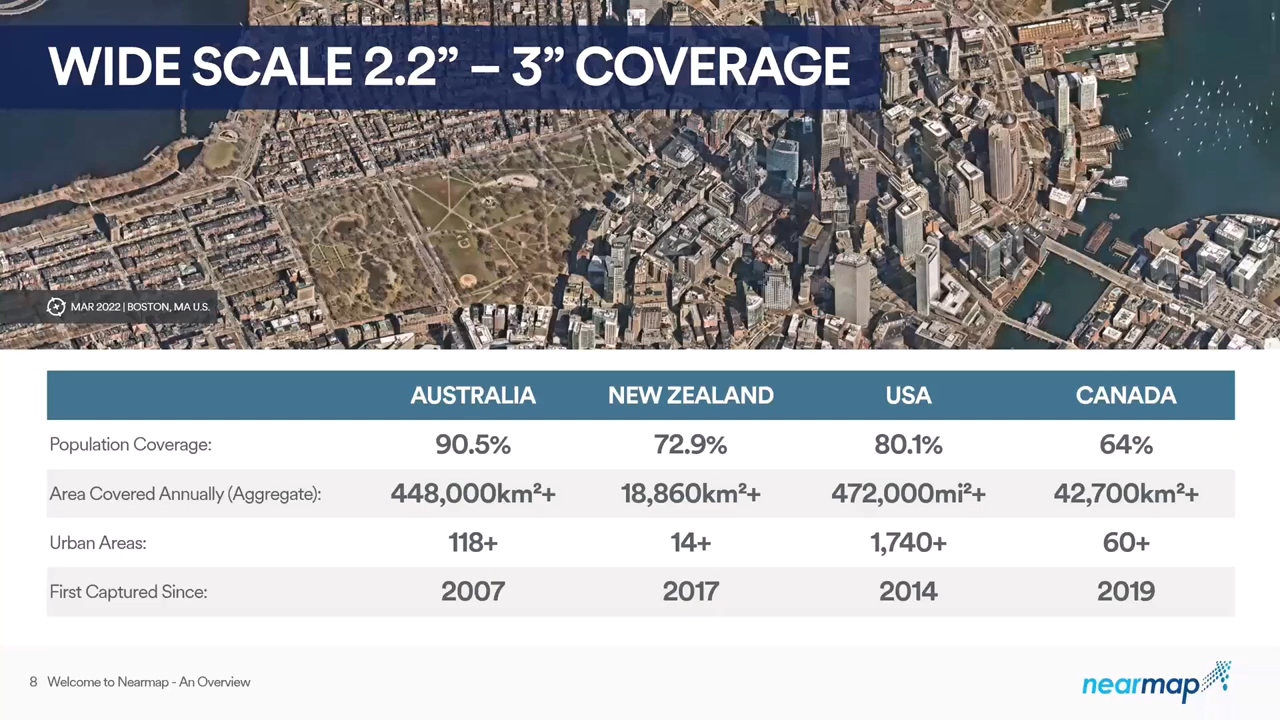 WIDE SCALE 2.2” – 3” COVERAGE
MAR 2022 | BOSTON, MA U.S.
AUSTRALIA NEW ZEALAND USA CANADA
Population Coverage: 90.5% 72.9% 80.1% 64%
Area Covered Annually (Aggregate): 448,000km²+ 18,860km²+ 472,000mi²+ 42,700km²+
Urban Areas: 118+ 14+ 1,740+ 60+
First Captured Since: 2007 2017 2014 2019
8 Welcome to Nearmap - An Overview
nearmap